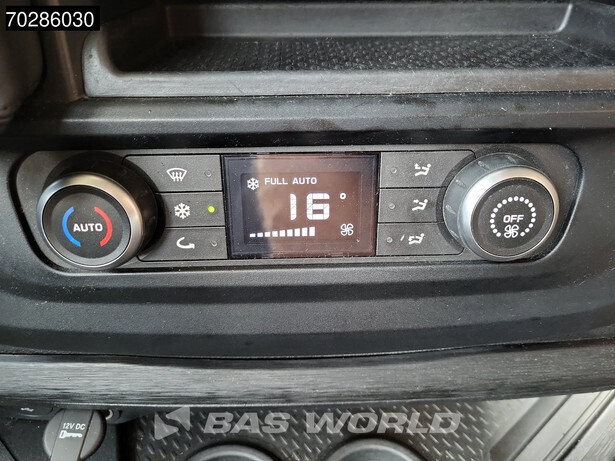 70286030
FULL AUTO
AUTO
16°
OFF
12V DC
BAS WORLD